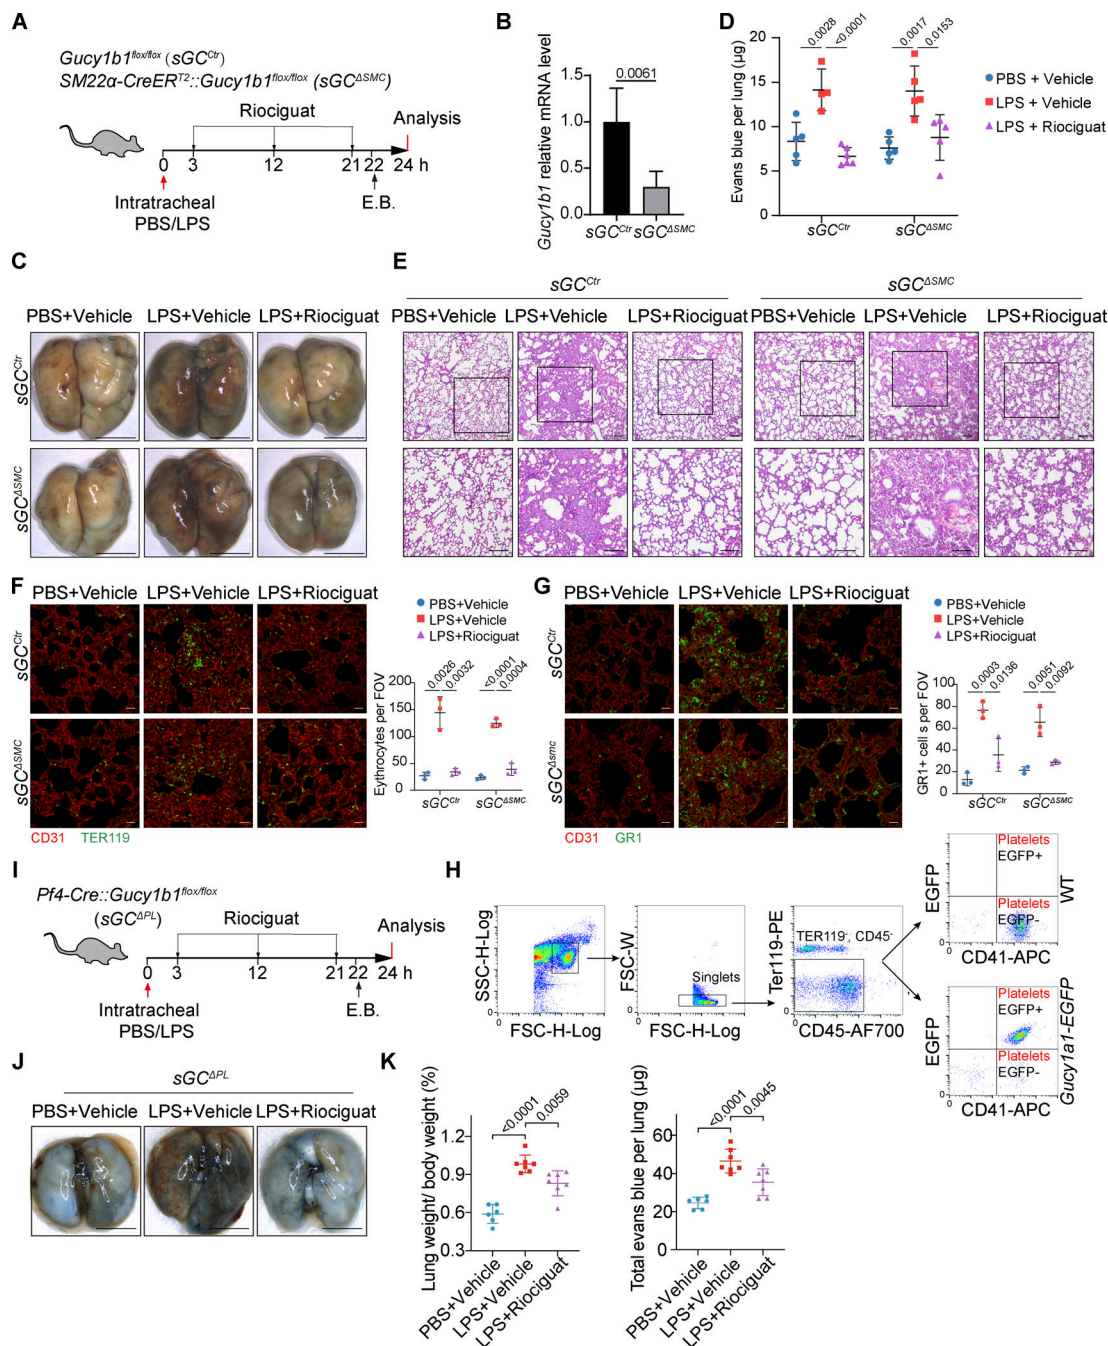 A
Gucy1b1flox/flox (sGCCtr)
SM22α-CreERT2::Gucy1b1flox/flox (sGCΔSMC)
Riociguat
Analysis
0 3 12 21 22 24 h
Intratracheal
PBS/LPS
E.B.
B
Gucy1b1 relative mRNA level
0.0061
1.5
1.0
0.5
0.0
sGCCtr sGCΔSMC
D
Evans blue per lung (µg)
0.0028 <0.0001 0.0017 0.0153
20
15
10
5
0
sGCCtr sGCΔSMC
PBS + Vehicle
LPS + Vehicle
LPS + Riociguat
C
PBS+Vehicle LPS+Vehicle LPS+Riociguat
sGCCtr
sGCΔSMC
E
sGCCtr sGCΔSMC
PBS+Vehicle LPS+Vehicle LPS+Riociguat PBS+Vehicle LPS+Vehicle LPS+Riociguat
F
PBS+Vehicle LPS+Vehicle LPS+Riociguat
sGCCtr
sGCΔSMC
CD31 TER119
PBS+Vehicle
LPS+Vehicle
LPS+Riociguat
Eythrocytes per FOV
0.0026 0.0032 <0.0001 0.0004
200
150
100
50
0
sGCCtr sGCΔSMC
G
PBS+Vehicle LPS+Vehicle LPS+Riociguat
sGCCtr
sGCΔsmc
CD31 GR1
PBS+Vehicle
LPS+Vehicle
LPS+Riociguat
GR1+ cell s per FOV
0.0003 0.0136 0.0051 0.0092
80
60
40
20
0
sGCCtr sGCΔSMC
I
Pf4-Cre::Gucy1b1flox/flox
(sGCΔPL)
Riociguat
Analysis
0 3 12 21 22 24 h
Intratracheal
PBS/LPS
E.B.
H
SSC-H-Log
FSC-H-Log
FSC-W
Singlets
FSC-H-Log
Ter119-PE
TER119-, CD45-
CD45-AF700
EGFP
Platelets
EGFP+
Platelets
EGFP-
CD41-APC
WT
EGFP
Platelets
EGFP+
Platelets
EGFP-
CD41-APC
Gucy1a1-EGFP
J
sGCΔPL
PBS+Vehicle LPS+Vehicle LPS+Riociguat
K
Lung weight/ body weight (%)
<0.0001 0.0059
1.2
0.9
0.6
0.3
PBS+Vehicle
LPS+Vehicle
LPS+Riociguat
Total evans blue per lung (µg)
<0.0001 0.0045
60
40
20
0
PBS+Vehicle
LPS+Vehicle
LPS+Riociguat